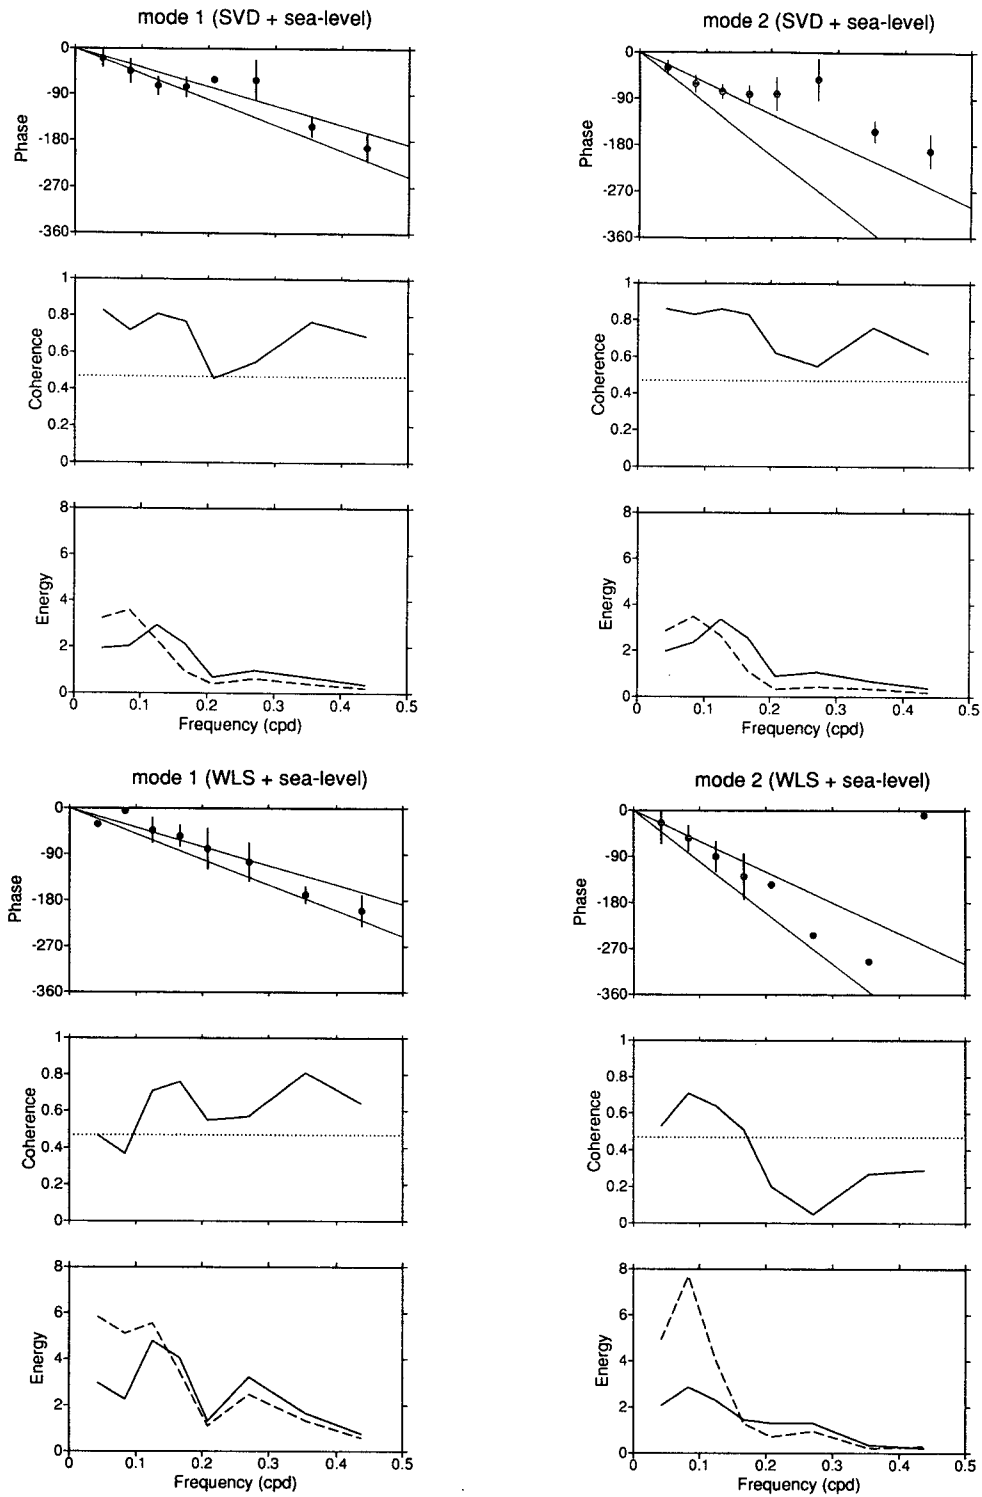 mode 1 (SVD + sea-level)
0
-90
-180
-270
-360
Phase
1
0.8
0.6
0.4
0.2
0
Coherence
8
6
4
2
0
Energy
0 0.1 0.2 0.3 0.4 0.5
Frequency (cpd)
mode 2 (SVD + sea-level)
0
-90
-180
-270
-360
Phase
1
0.8
0.6
0.4
0.2
0
Coherence
8
6
4
2
0
Energy
0 0.1 0.2 0.3 0.4 0.5
Frequency (cpd)
mode 1 (WLS + sea-level)
0
-90
-180
-270
-360
Phase
1
0.8
0.6
0.4
0.2
0
Coherence
8
6
4
2
0
Energy
0 0.1 0.2 0.3 0.4 0.5
Frequency (cpd)
mode 2 (WLS + sea-level)
0
-90
-180
-270
-360
Phase
1
0.8
0.6
0.4
0.2
0
Coherence
8
6
4
2
0
Energy
0 0.1 0.2 0.3 0.4 0.5
Frequency (cpd)